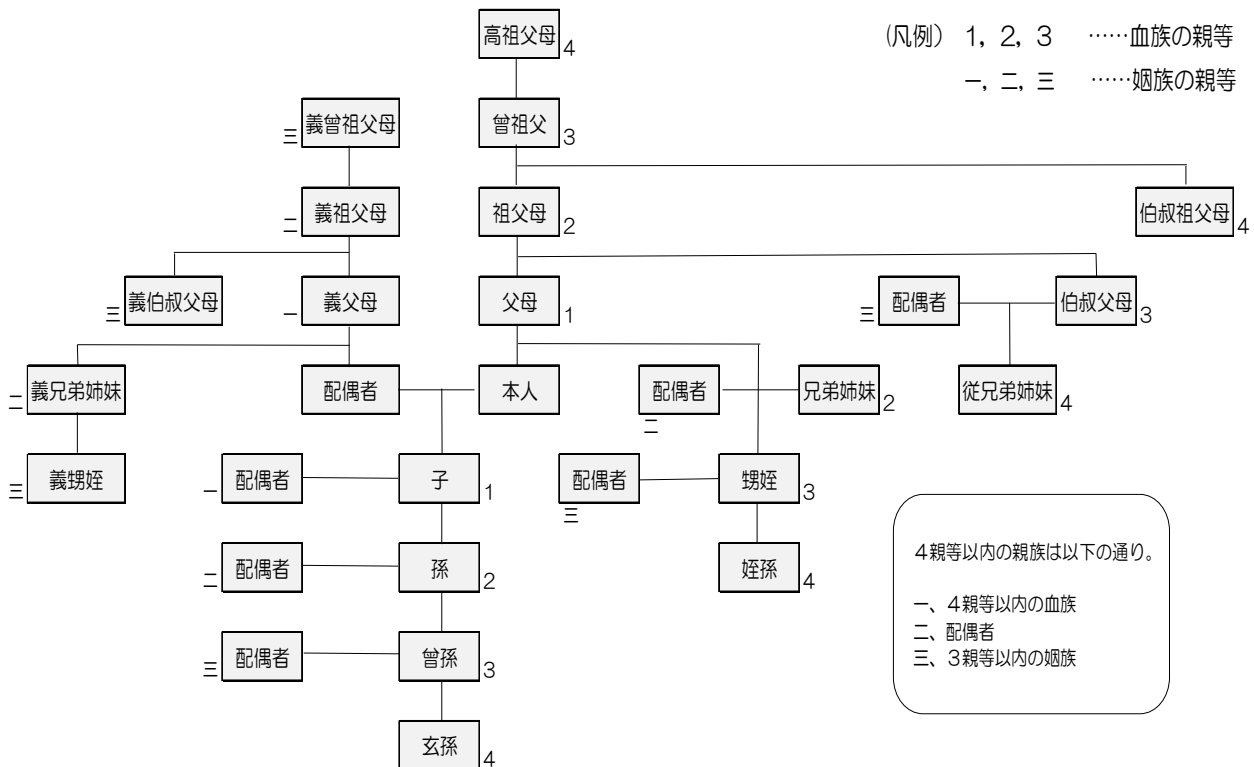 高祖父母 4
(凡例) 1, 2, 3 ……血族の親等
一, 二, 三 ……姻族の親等
三 義曾祖父母
曾祖父 3
二 義祖父母
祖父母 2
伯叔祖父母 4
三 義伯叔父母
一 義父母
父母 1
三 配偶者
伯叔父母 3
二 義兄弟姉妹
配偶者
本人
配偶者 二
兄弟姉妹 2
従兄弟姉妹 4
三 義甥姪
一 配偶者
子 1
配偶者 三
甥姪 3
二 配偶者
孫 2
姪孫 4
三 配偶者
曾孫 3
玄孫 4
4親等以内の親族は以下の通り。
一、4親等以内の血族
二、配偶者
三、3親等以内の姻族